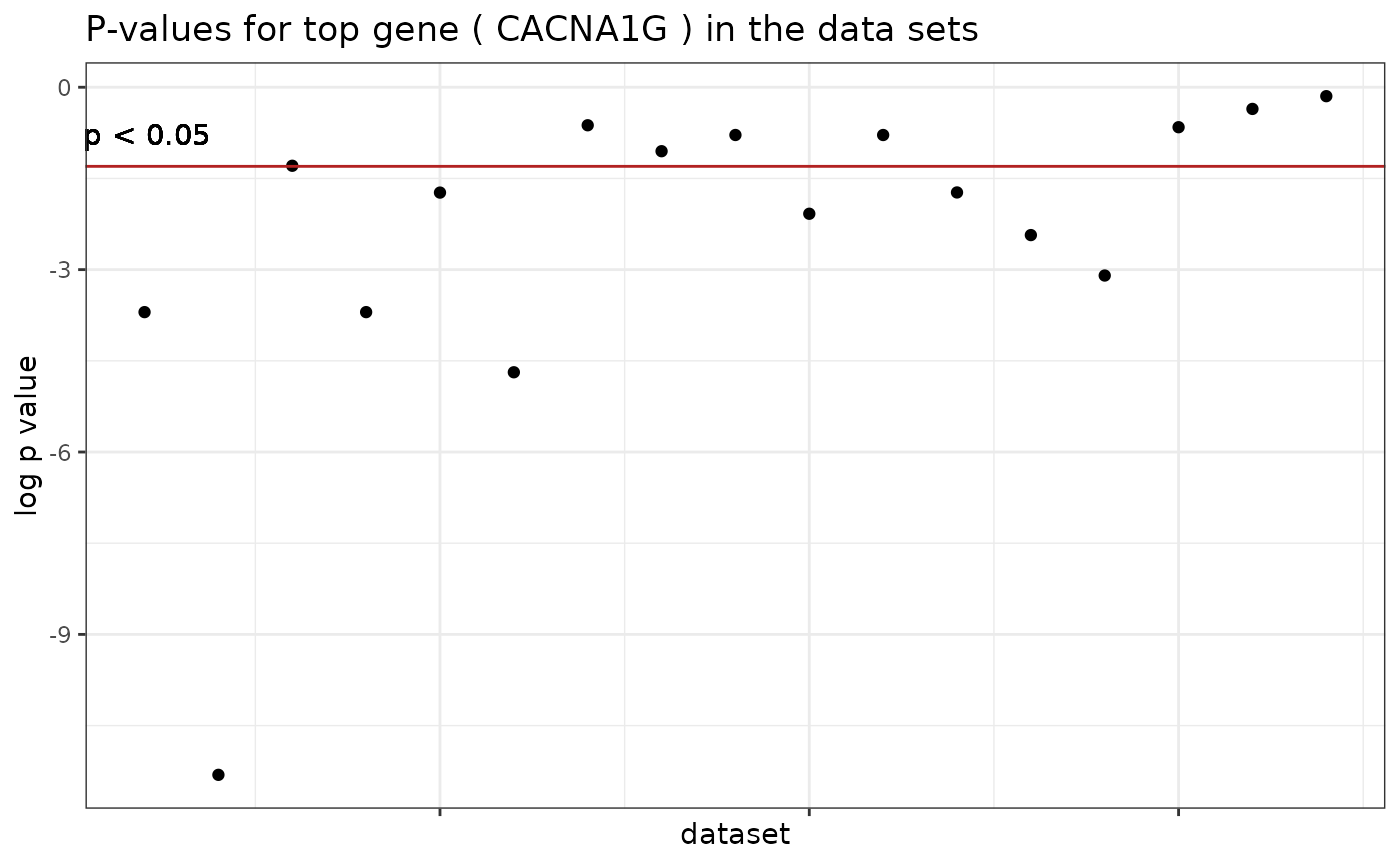 P-values for top gene ( CACNA1G ) in the data sets
0
p < 0.05
-3
-6
-9
log p value
dataset